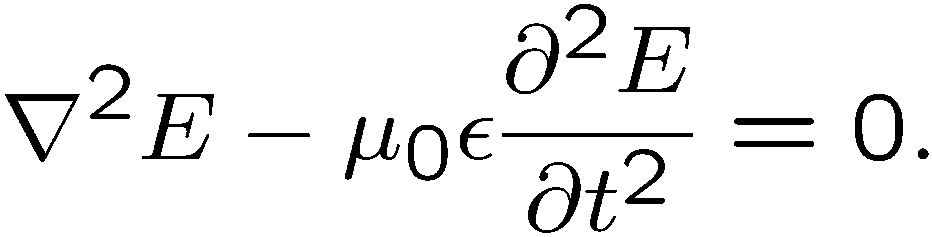 ∇²E − μ₀ϵ ∂²E/∂t² = 0.